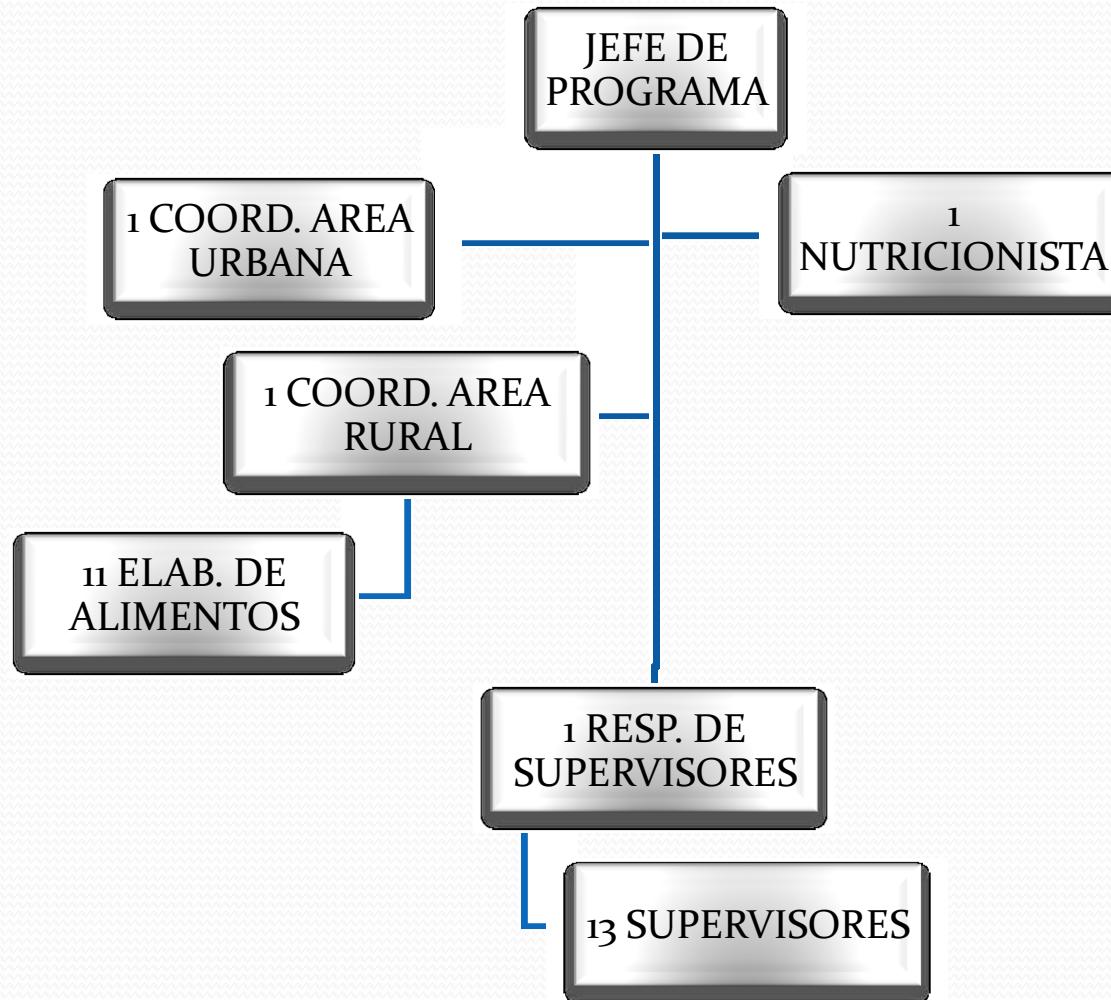 JEFE DE
PROGRAMA
1 COORD. AREA
URBANA
1
NUTRICIONISTA
1 COORD. AREA
RURAL
11 ELAB. DE
ALIMENTOS
1 RESP. DE
SUPERVISORES
13 SUPERVISORES